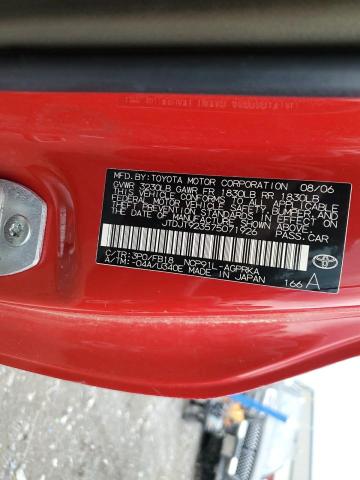 MFD.BY:TOYOTA MOTOR CORPORATION 08/06
GVWR 3230LB GAWR FR 1830LB RR 1830LB
THIS VEHICLE CONFORMS TO ALL APPLICABLE
FEDERAL MOTOR VEHICLE SAFETY, BUMPER, AND
THEFT PREVENTION STANDARDS IN EFFECT ON
THE DATE OF MANUFACTURE SHOWN ABOVE.
JTDJT923575071926 PASS.CAR
C/TR:3P0/FB18 NCP91L-AGPRKA
A/TM:-04A/U340E MADE IN JAPAN 166 A